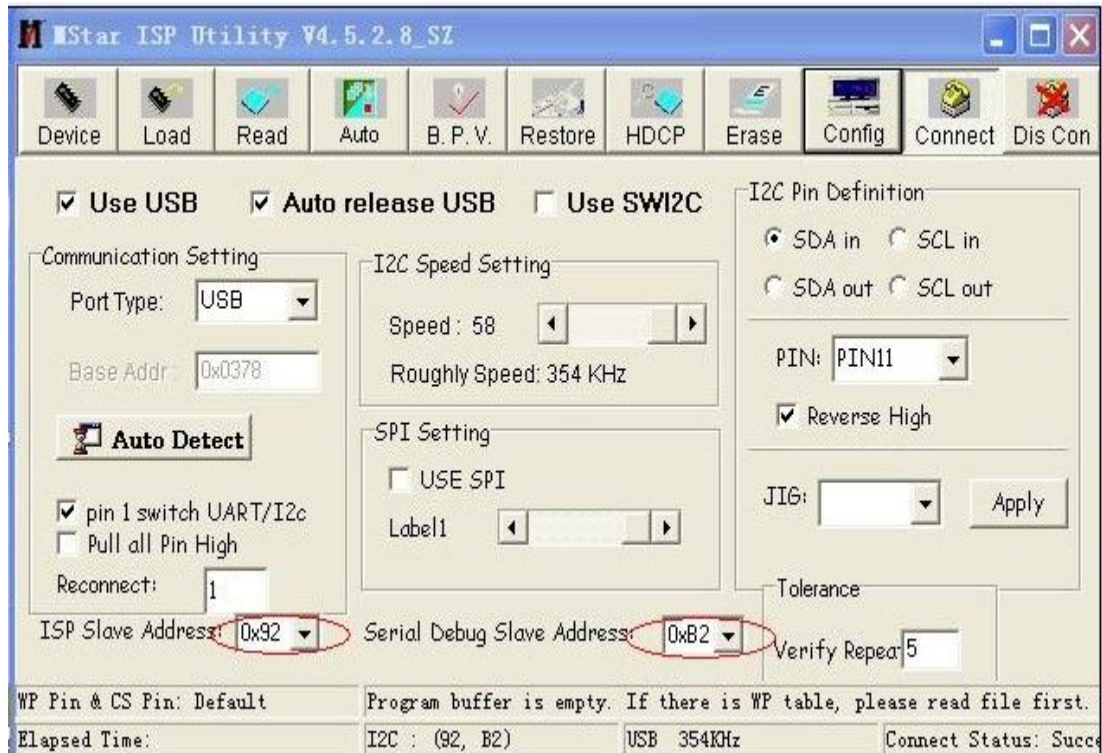 MStar ISP Utility V4.5.2.8_SZ
Device Load Read Auto B.P.V. Restore HDCP Erase Config Connect Dis Con
Use USB Auto release USB Use SWI2C
I2C Pin Definition
SDA in SCL in
SDA out SCL out
Communication Setting
Port Type: USB
Base Addr: 0x0378
Auto Detect
pin 1 switch UART/I2c
Pull all Pin High
Reconnect: 1
I2C Speed Setting
Speed : 58
Roughly Speed: 354 KHz
SPI Setting
USE SPI
Label1
PIN: PIN11
Reverse High
JIG: Apply
Tolerance
Verify Repea 5
ISP Slave Address: 0x92 Serial Debug Slave Address: 0xB2
WP Pin & CS Pin: Default Program buffer is empty. If there is WP table, please read file first.
Elapsed Time: I2C : (92, B2) USB 354KHz Connect Status: Succe